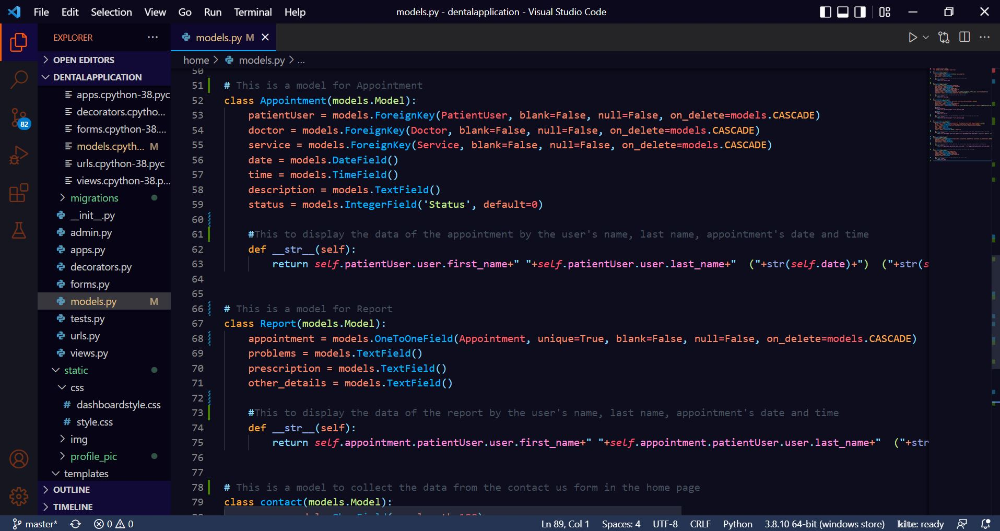 File Edit Selection View Go Run Terminal Help
models.py - dentalapplication - Visual Studio Code
EXPLORER
models.py M
OPEN EDITORS
DENTALAPPLICATION
apps.cpython-38.pyc
decorators.cpytho...
forms.cpython-38....
models.cpyth... M
urls.cpython-38.pyc
views.cpython-38.p...
migrations
__init__.py
admin.py
apps.py
decorators.py
forms.py
models.py M
tests.py
urls.py
views.py
static
css
dashboardstyle.css
style.css
img
profile_pic
templates
OUTLINE
TIMELINE
82
home > models.py > ...
50
51 # This is a model for Appointment
52 class Appointment(models.Model):
53 patientUser = models.ForeignKey(PatientUser, blank=False, null=False, on_delete=models.CASCADE)
54 doctor = models.ForeignKey(Doctor, blank=False, null=False, on_delete=models.CASCADE)
55 service = models.ForeignKey(Service, blank=False, null=False, on_delete=models.CASCADE)
56 date = models.DateField()
57 time = models.TimeField()
58 description = models.TextField()
59 status = models.IntegerField('Status', default=0)
60
61 #This to display the data of the appointment by the user's name, last name, appointment's date and time
62 def __str__(self):
63 return self.patientUser.user.first_name+" "+self.patientUser.user.last_name+"  ("+str(self.date)+")  ("+str(s
64
65
66 # This is a model for Report
67 class Report(models.Model):
68 appointment = models.OneToOneField(Appointment, unique=True, blank=False, null=False, on_delete=models.CASCADE)
69 problems = models.TextField()
70 prescription = models.TextField()
71 other_details = models.TextField()
72
73 #This to display the data of the report by the user's name, last name, appointment's date and time
74 def __str__(self):
75 return self.appointment.patientUser.user.first_name+" "+self.appointment.patientUser.user.last_name+"  ("+str
76
77
78 # This is a model to collect the data from the contact us form in the home page
79 class contact(models.Model):
master* 0 0
Ln 89, Col 1 Spaces: 4 UTF-8 CRLF Python 3.8.10 64-bit (windows store) kite: ready